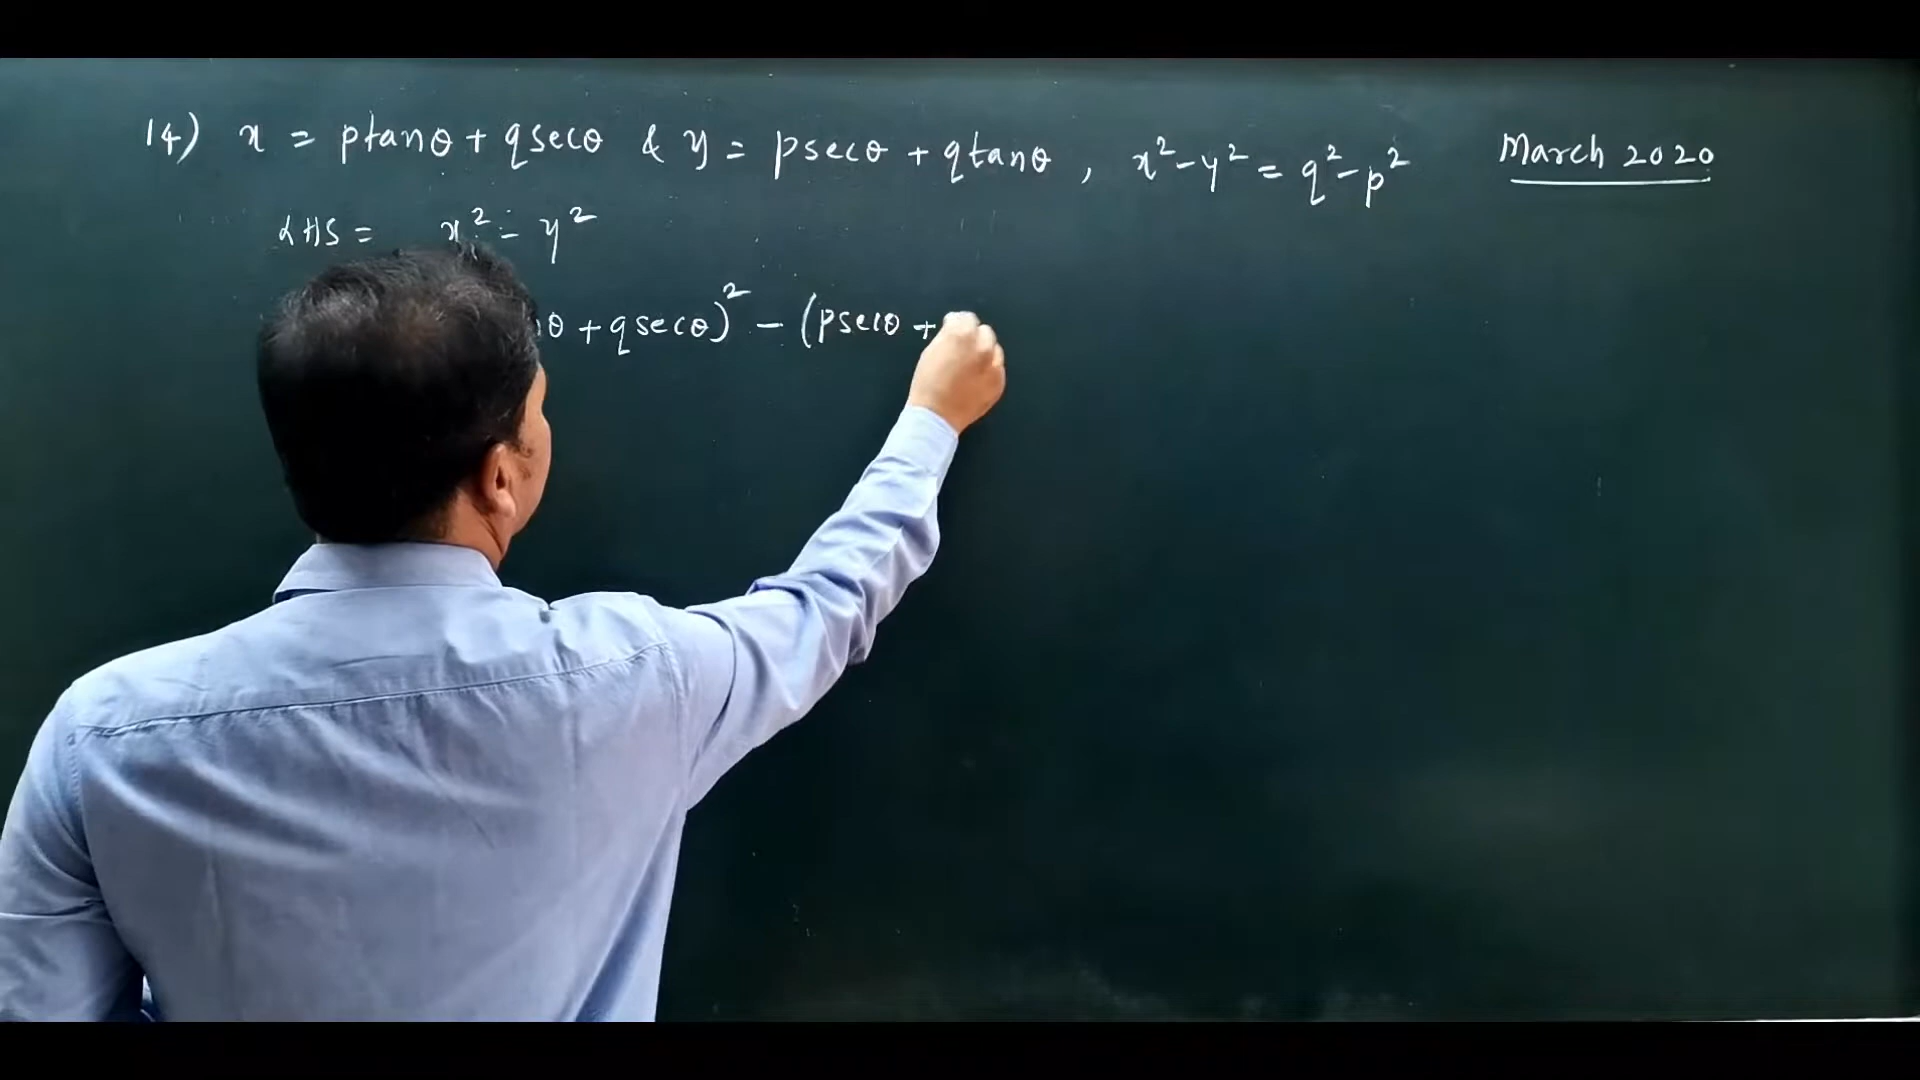 14) x = ptanθ + qsecθ & y = psecθ + qtanθ , x² - y² = q² - p² March 2020
LHS = x² - y²
θ + qsecθ)² - (psecθ +